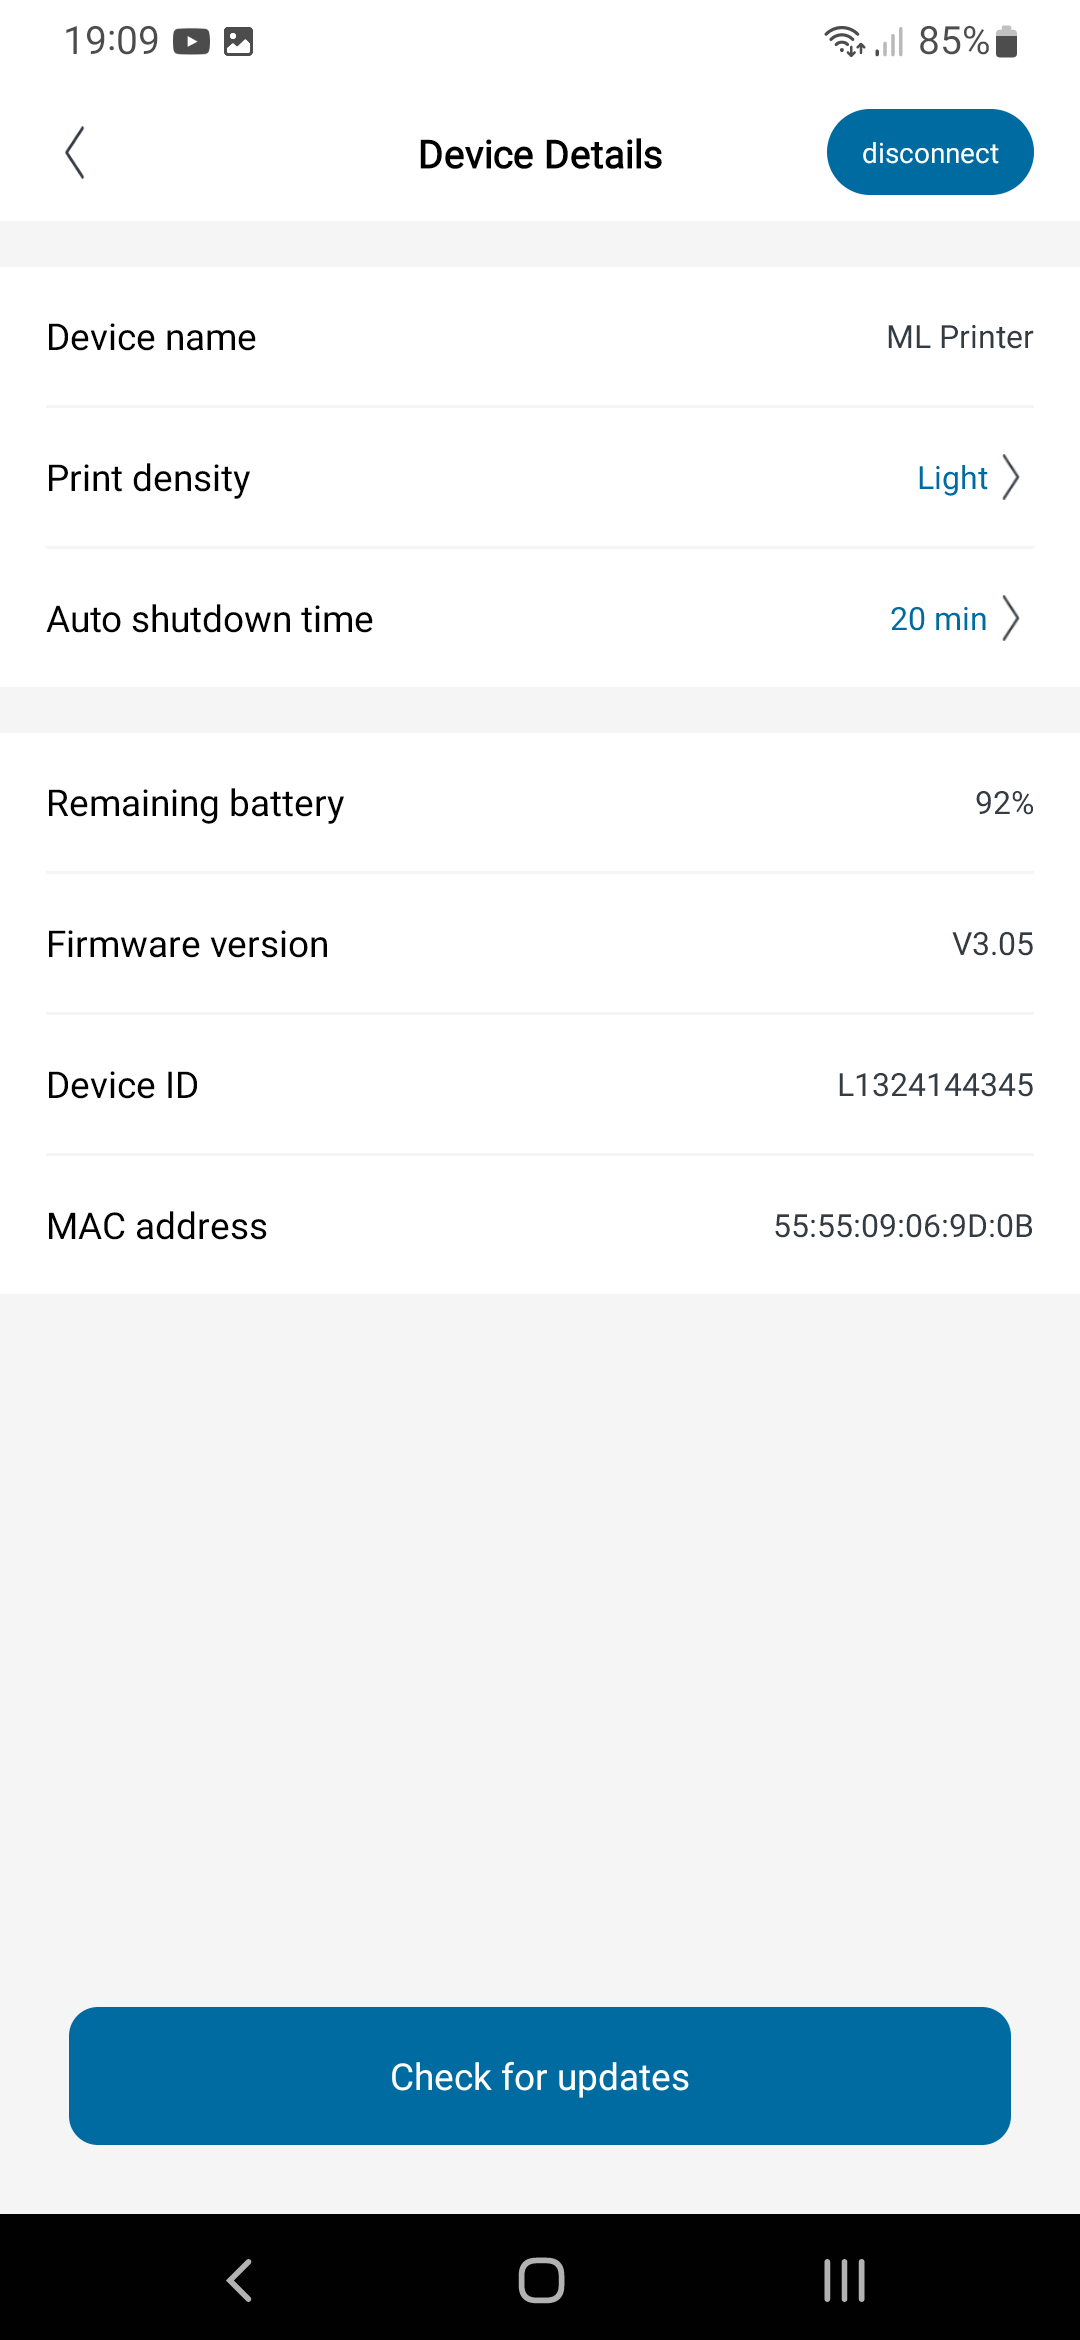 19:09 85%
Device Details
disconnect
Device name ML Printer
Print density Light
Auto shutdown time 20 min
Remaining battery 92%
Firmware version V3.05
Device ID L1324144345
MAC address 55:55:09:06:9D:0B
Check for updates